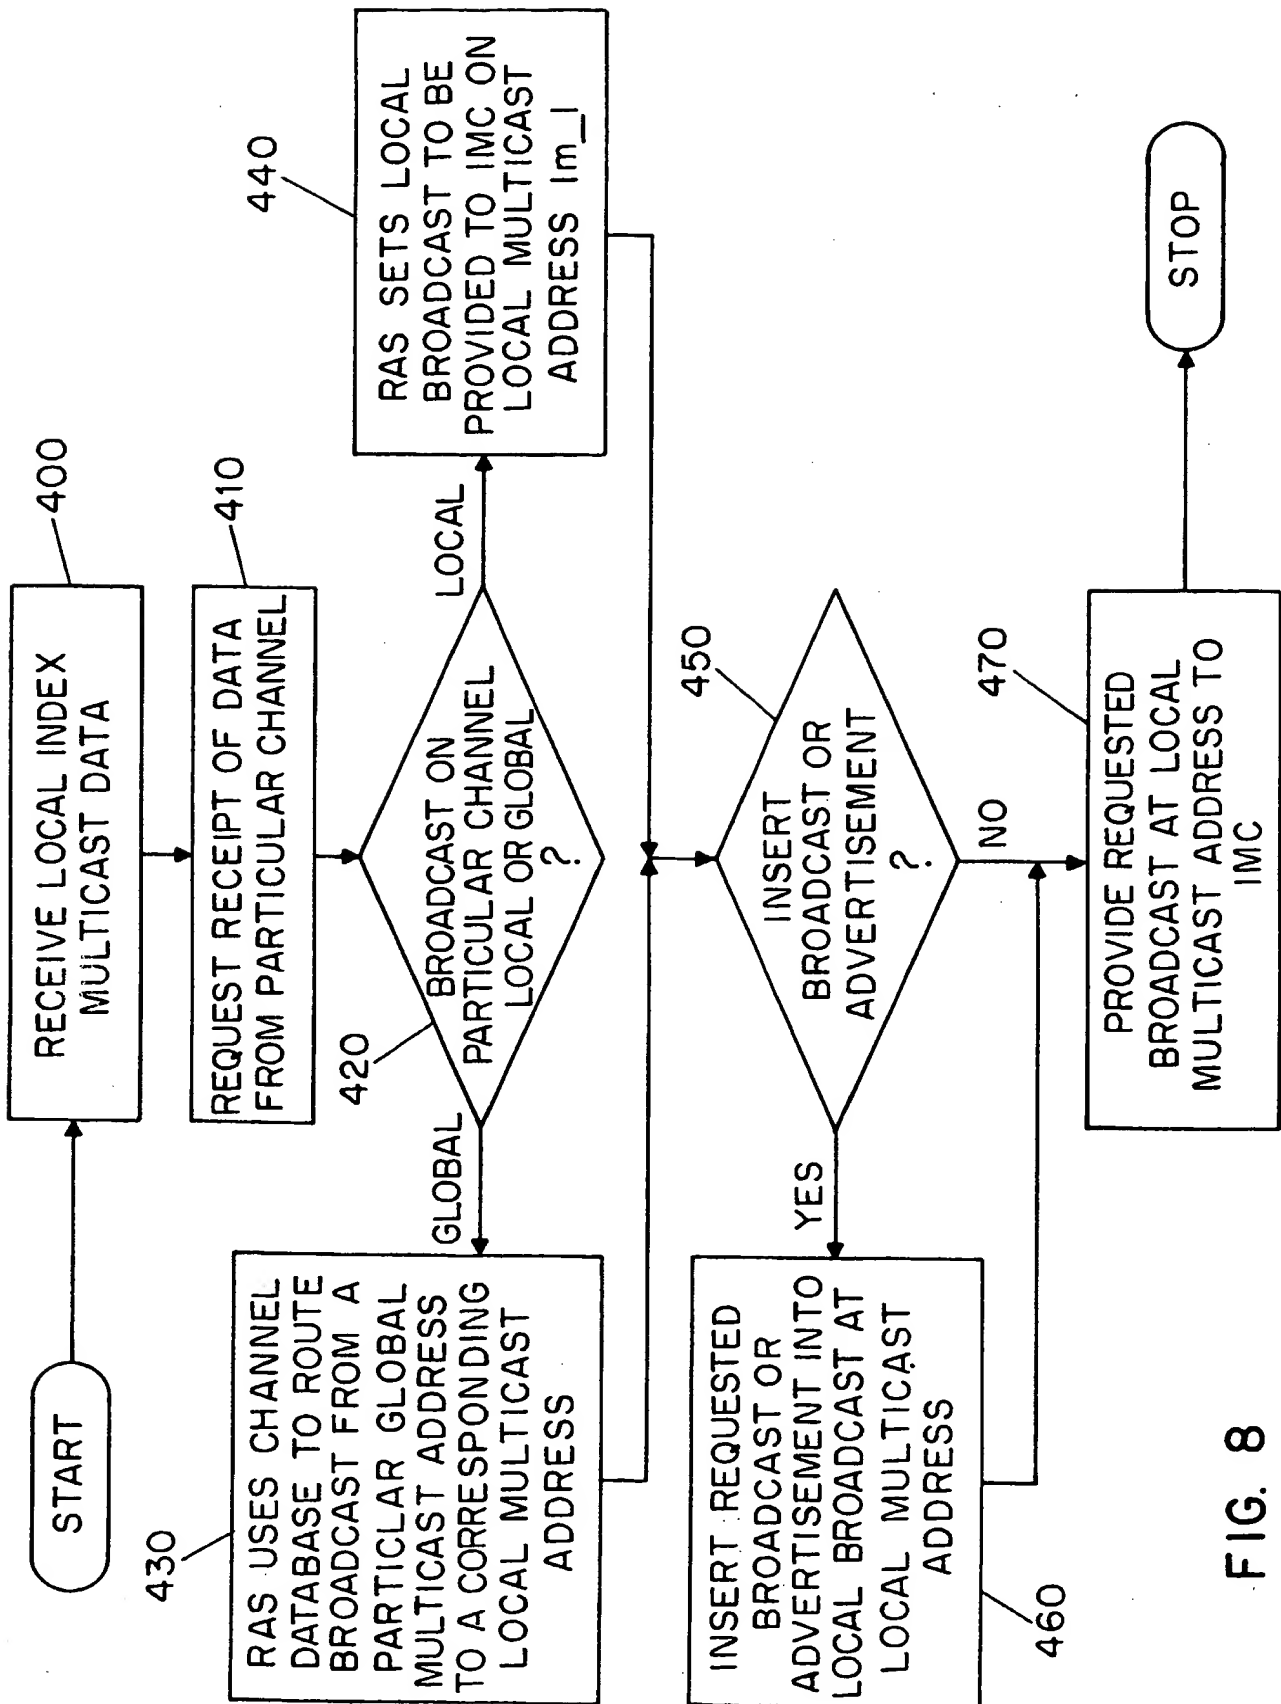 START
RECEIVE LOCAL INDEX
MULTICAST DATA
400
REQUEST RECEIPT OF DATA
FROM PARTICULAR CHANNEL
410
420
BROADCAST ON
PARTICULAR CHANNEL
LOCAL OR GLOBAL
?
GLOBAL
LOCAL
430
RAS USES CHANNEL
DATABASE TO ROUTE
BROADCAST FROM A
PARTICLAR GLOBAL
MULTICAST ADDRESS
TO A CORRESPONDING
LOCAL MULTICAST
ADDRESS
440
RAS SETS LOCAL
BROADCAST TO BE
PROVIDED TO IMC ON
LOCAL MULTICAST
ADDRESS lm_l
450
INSERT
BROADCAST OR
ADVERTISEMENT
?
YES
NO
INSERT REQUESTED
BROADCAST OR
ADVERTISEMENT INTO
LOCAL BROADCAST AT
LOCAL MULTICAST
ADDRESS
460
470
PROVIDE REQUESTED
BROADCAST AT LOCAL
MULTICAST ADDRESS TO
IMC
STOP
FIG. 8